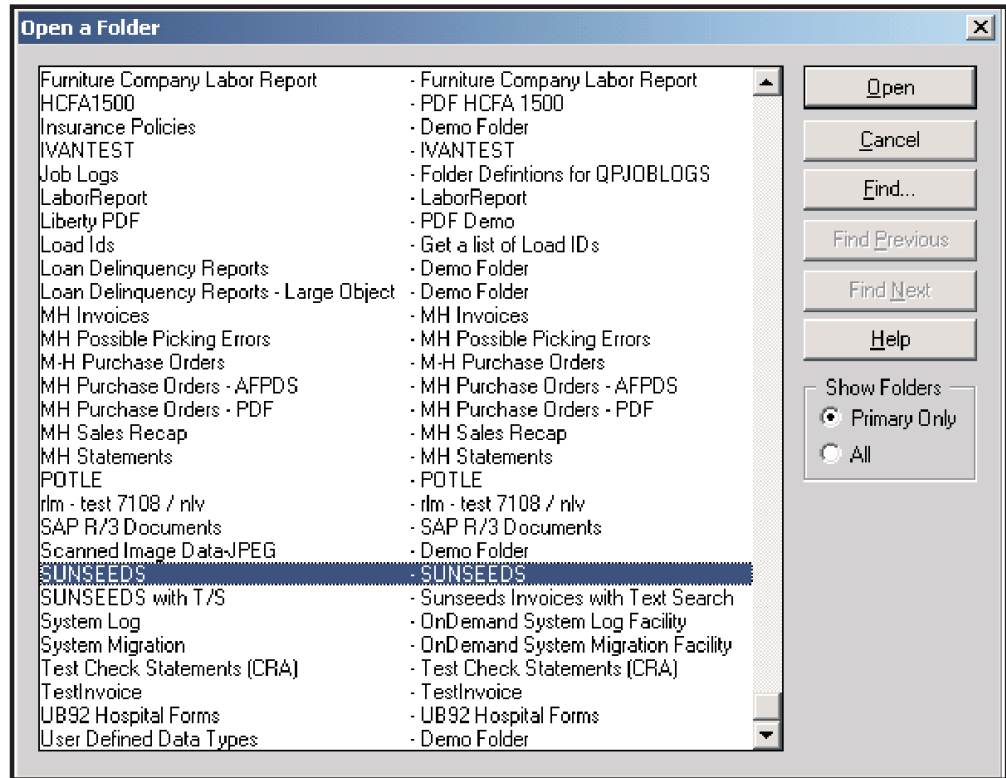 Open a Folder
Furniture Company Labor Report - Furniture Company Labor Report
HCFA1500 - PDF HCFA 1500
Insurance Policies - Demo Folder
IVANTEST - IVANTEST
Job Logs - Folder Defintions for QPJOBLOGS
LaborReport - LaborReport
Liberty PDF - PDF Demo
Load Ids - Get a list of Load IDs
Loan Delinquency Reports - Demo Folder
Loan Delinquency Reports - Large Object - Demo Folder
MH Invoices - MH Invoices
MH Possible Picking Errors - MH Possible Picking Errors
M-H Purchase Orders - M-H Purchase Orders
MH Purchase Orders - AFPDS - MH Purchase Orders - AFPDS
MH Purchase Orders - PDF - MH Purchase Orders - PDF
MH Sales Recap - MH Sales Recap
MH Statements - MH Statements
POTLE - POTLE
rlm - test 7108 / nlv - rlm - test 7108 / nlv
SAP R/3 Documents - SAP R/3 Documents
Scanned Image Data-JPEG - Demo Folder
SUNSEEDS - SUNSEEDS
SUNSEEDS with T/S - Sunseeds Invoices with Text Search
System Log - OnDemand System Log Facility
System Migration - OnDemand System Migration Facility
Test Check Statements (CRA) - Test Check Statements (CRA)
TestInvoice - TestInvoice
UB92 Hospital Forms - UB92 Hospital Forms
User Defined Data Types - Demo Folder
Open
Cancel
Find...
Find Previous
Find Next
Help
Show Folders
Primary Only
All